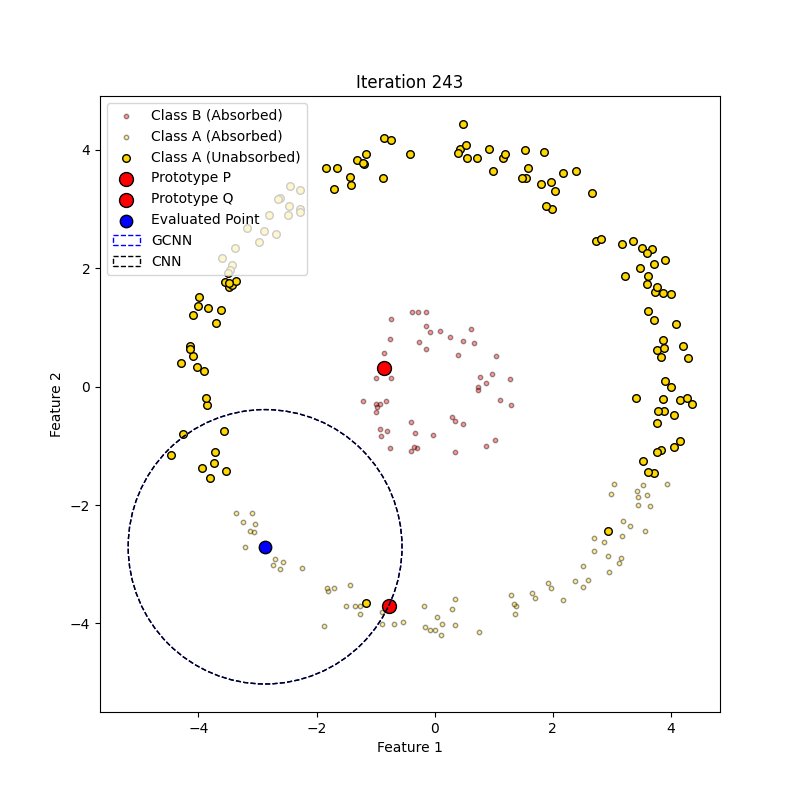 Iteration 243
Class B (Absorbed)
Class A (Absorbed)
Class A (Unabsorbed)
Prototype P
Prototype Q
Evaluated Point
GCNN
CNN
4
2
0
−2
−4
Feature 2
−4 −2 0 2 4
Feature 1